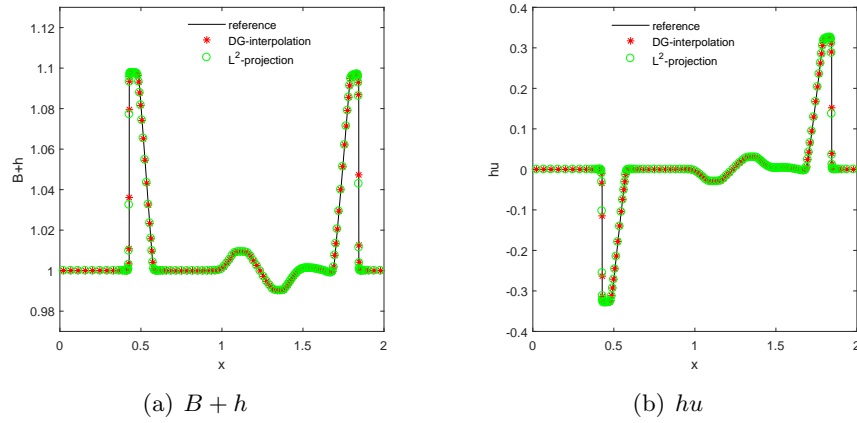 reference
DG-interpolation
L²-projection
1.12
1.1
1.08
1.06
1.04
1.02
1
0.98
B+h
0
0.5
1
1.5
2
x
(a) B + h
reference
DG-interpolation
L²-projection
0.4
0.3
0.2
0.1
0
-0.1
-0.2
-0.3
-0.4
hu
0
0.5
1
1.5
2
x
(b) hu